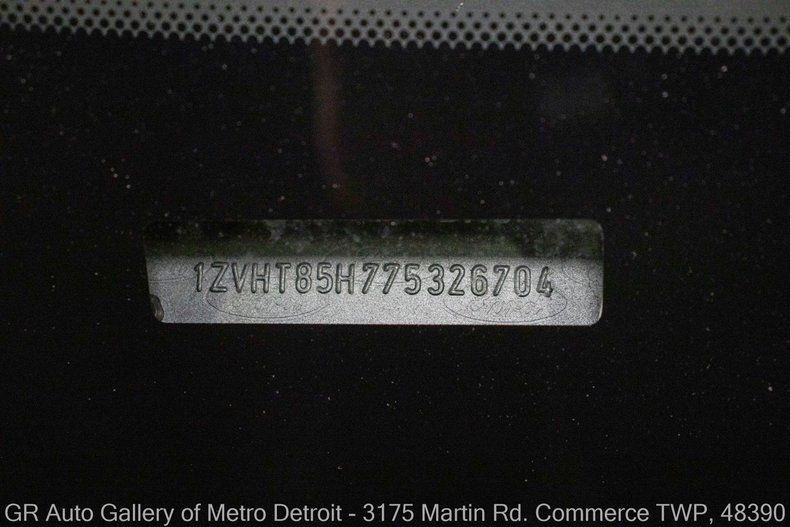 1ZVHT85H775326704
GR Auto Gallery of Metro Detroit - 3175 Martin Rd. Commerce TWP, 48390